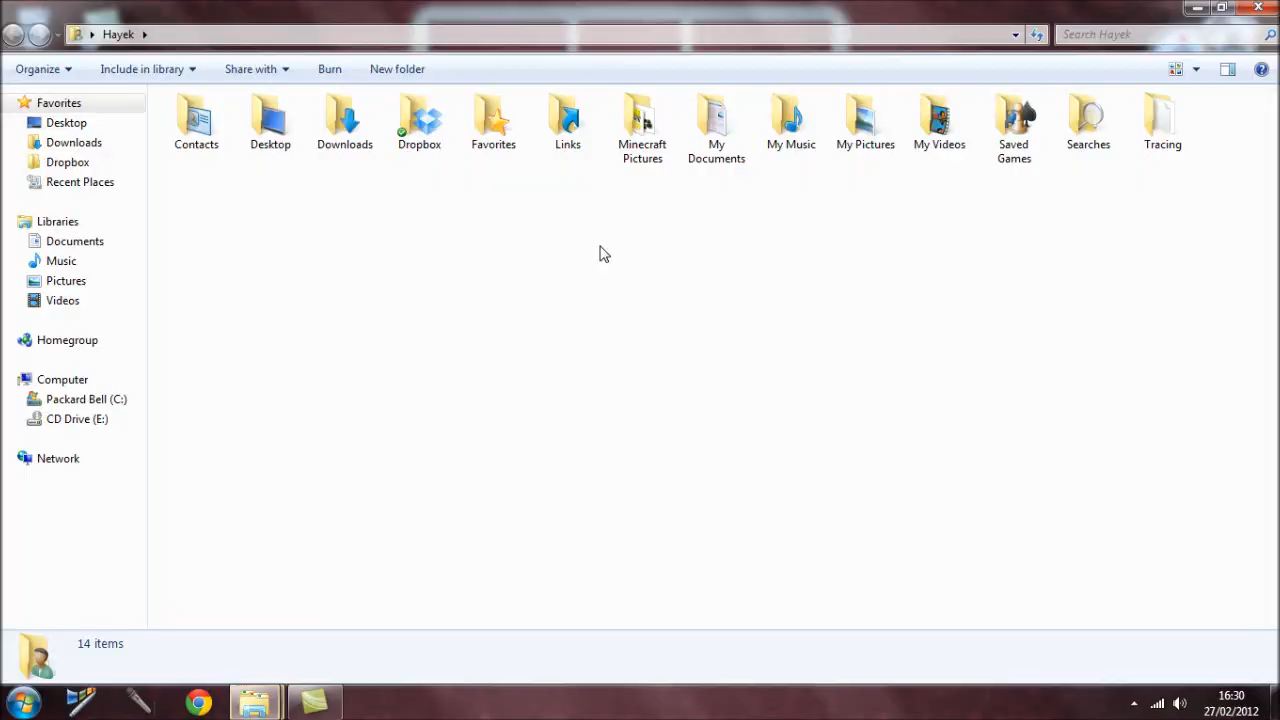 Hayek
Search Hayek
Organize
Include in library
Share with
Burn
New folder
Favorites
Desktop
Downloads
Dropbox
Recent Places
Libraries
Documents
Music
Pictures
Videos
Homegroup
Computer
Packard Bell (C:)
CD Drive (E:)
Network
Contacts
Desktop
Downloads
Dropbox
Favorites
Links
Minecraft
Pictures
My
Documents
My Music
My Pictures
My Videos
Saved
Games
Searches
Tracing
14 items
16:30
27/02/2012